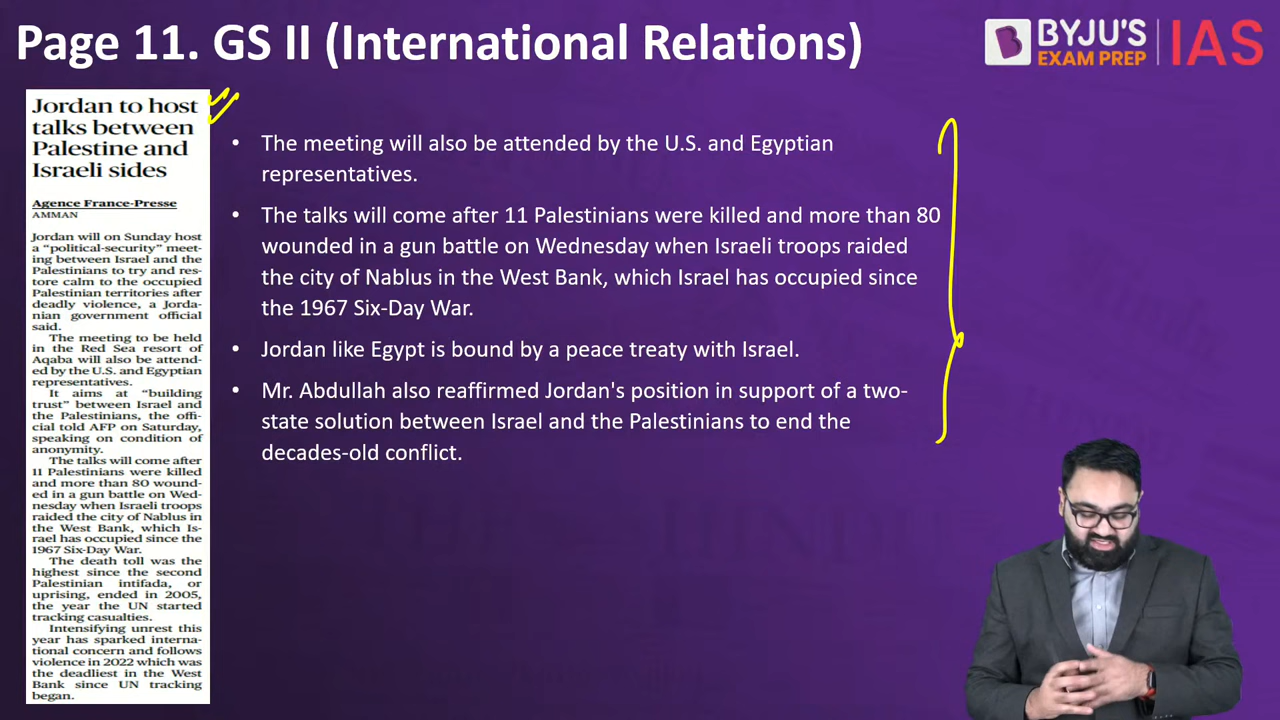 Page 11. GS II (International Relations)
BYJU'S
EXAM PREP
IAS
Jordan to host
talks between
Palestine and
Israeli sides
Agence France-Presse
AMMAN
Jordan will on Sunday host
a “political-security” meet-
ing between Israel and the
Palestinians to try and res-
tore calm to the occupied
Palestinian territories after
deadly violence, a Jorda-
nian government official
said.
The meeting to be held
in the Red Sea resort of
Aqaba will also be attend-
ed by the U.S. and Egyptian
representatives.
It aims at “building
trust” between Israel and
the Palestinians, the offi-
cial told AFP on Saturday,
speaking on condition of
anonymity.
The talks will come after
11 Palestinians were killed
and more than 80 wound-
ed in a gun battle on Wed-
nesday when Israeli troops
raided the city of Nablus in
the West Bank, which Is-
rael has occupied since the
1967 Six-Day War.
The death toll was the
highest since the second
Palestinian intifada, or
uprising, ended in 2005,
the year the UN started
tracking casualties.
Intensifying unrest this
year has sparked interna-
tional concern and follows
violence in 2022 which was
the deadliest in the West
Bank since UN tracking
began.
• The meeting will also be attended by the U.S. and Egyptian
representatives.
• The talks will come after 11 Palestinians were killed and more than 80
wounded in a gun battle on Wednesday when Israeli troops raided
the city of Nablus in the West Bank, which Israel has occupied since
the 1967 Six-Day War.
• Jordan like Egypt is bound by a peace treaty with Israel.
• Mr. Abdullah also reaffirmed Jordan's position in support of a two-
state solution between Israel and the Palestinians to end the
decades-old conflict.